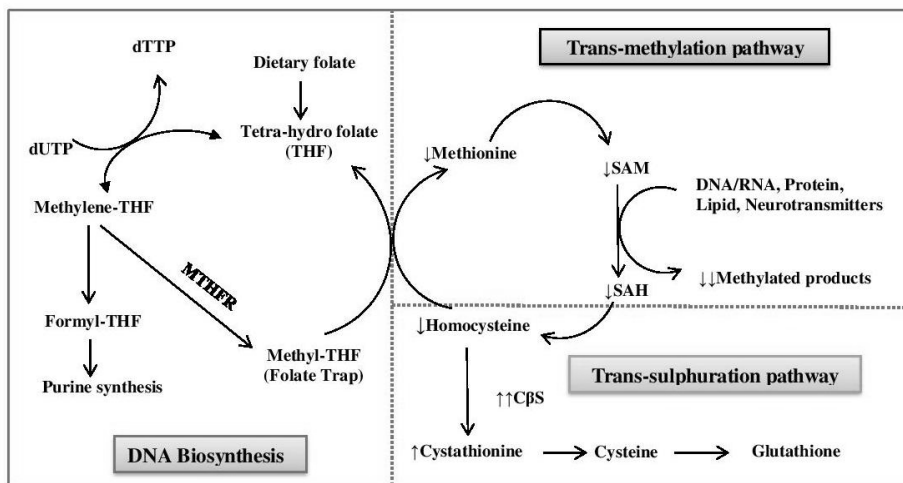 dTTP
Dietary folate
Tetra-hydro folate
(THF)
dUTP
Methylene-THF
MTHFR
Formyl-THF
Purine synthesis
Methyl-THF
(Folate Trap)
DNA Biosynthesis
Trans-methylation pathway
↓Methionine
↓SAM
DNA/RNA, Protein,
Lipid, Neurotransmitters
↓↓Methylated products
↓SAH
↓Homocysteine
Trans-sulphuration pathway
↑↑CβS
↑Cystathionine
Cysteine
Glutathione